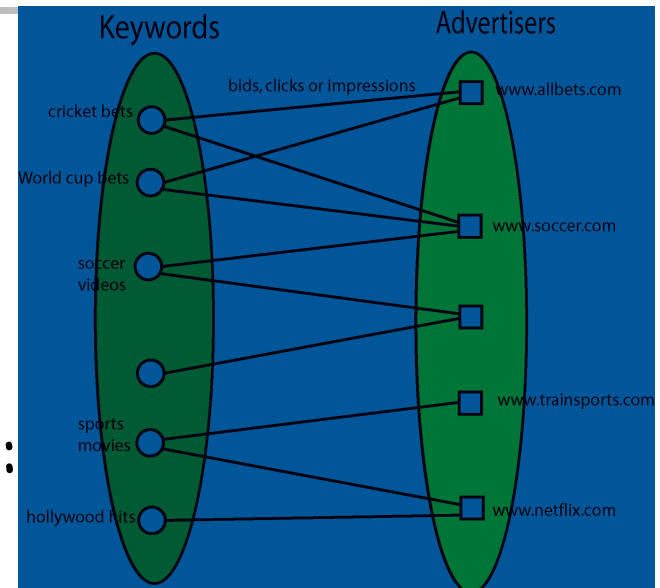 Keywords
Advertisers
bids, clicks or impressions
www.allbets.com
cricket bets
World cup bets
www.soccer.com
soccer
videos
www.trainsports.com
sports
movies
www.netflix.com
hollywood hits
: